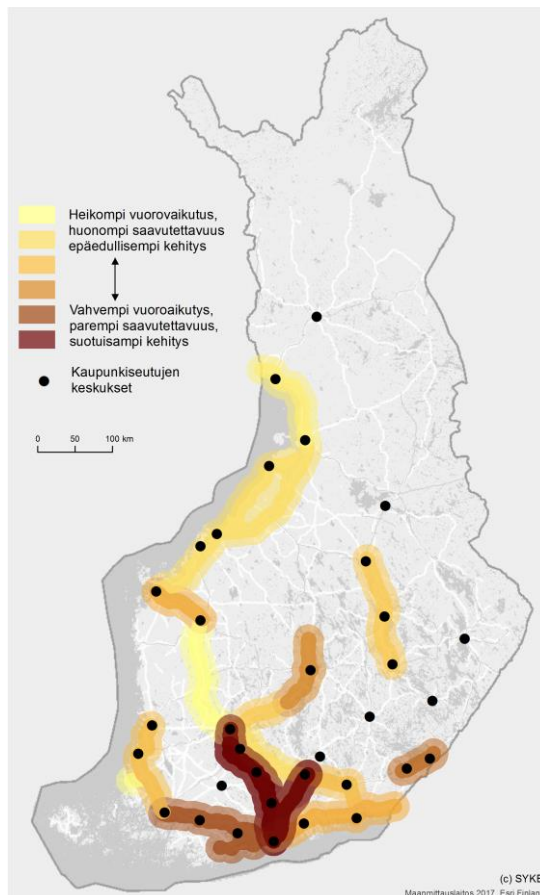 Heikompi vuorovaikutus,
huonompi saavutettavuus
epäedullisempi kehitys
Vahvempi vuoroaikutys,
parempi saavutettavuus,
suotuisampi kehitys
Kaupunkiseutujen
keskukset
0 50 100 km
(c) SYKE
Maanmittauslaitos 2017, Esri Finland